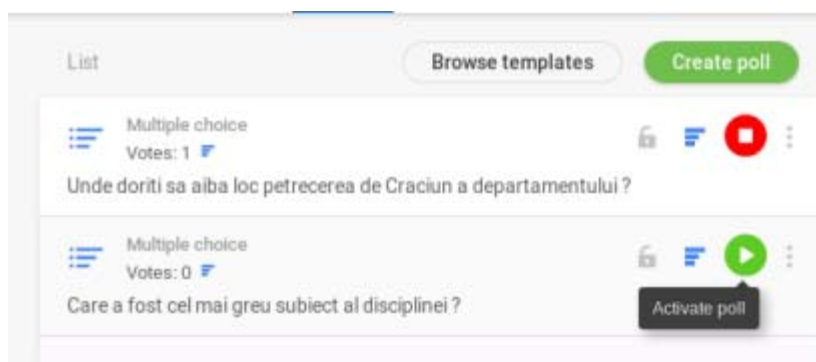 List Browse templates Create poll
Multiple choice
Votes: 1
Unde doriti sa aiba loc petrecerea de Craciun a departamentului ?
Multiple choice
Votes: 0
Care a fost cel mai greu subiect al disciplinei ?
Activate poll